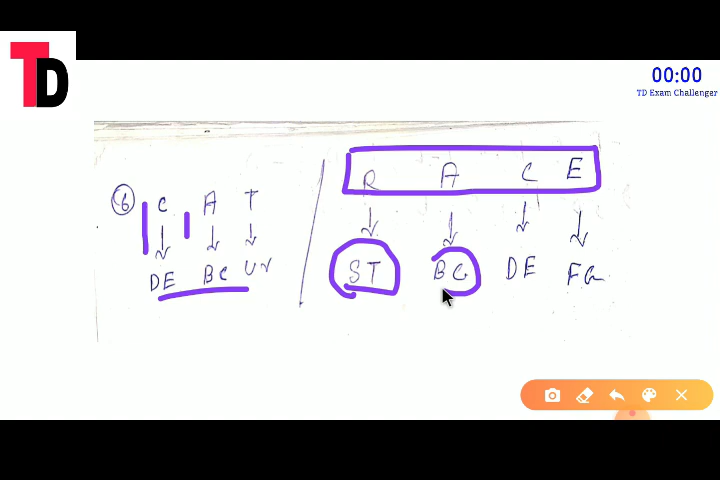 TD
00:00
TD Exam Challenger
6 C A T
DE BC UV
R A C E
ST BC DE FG